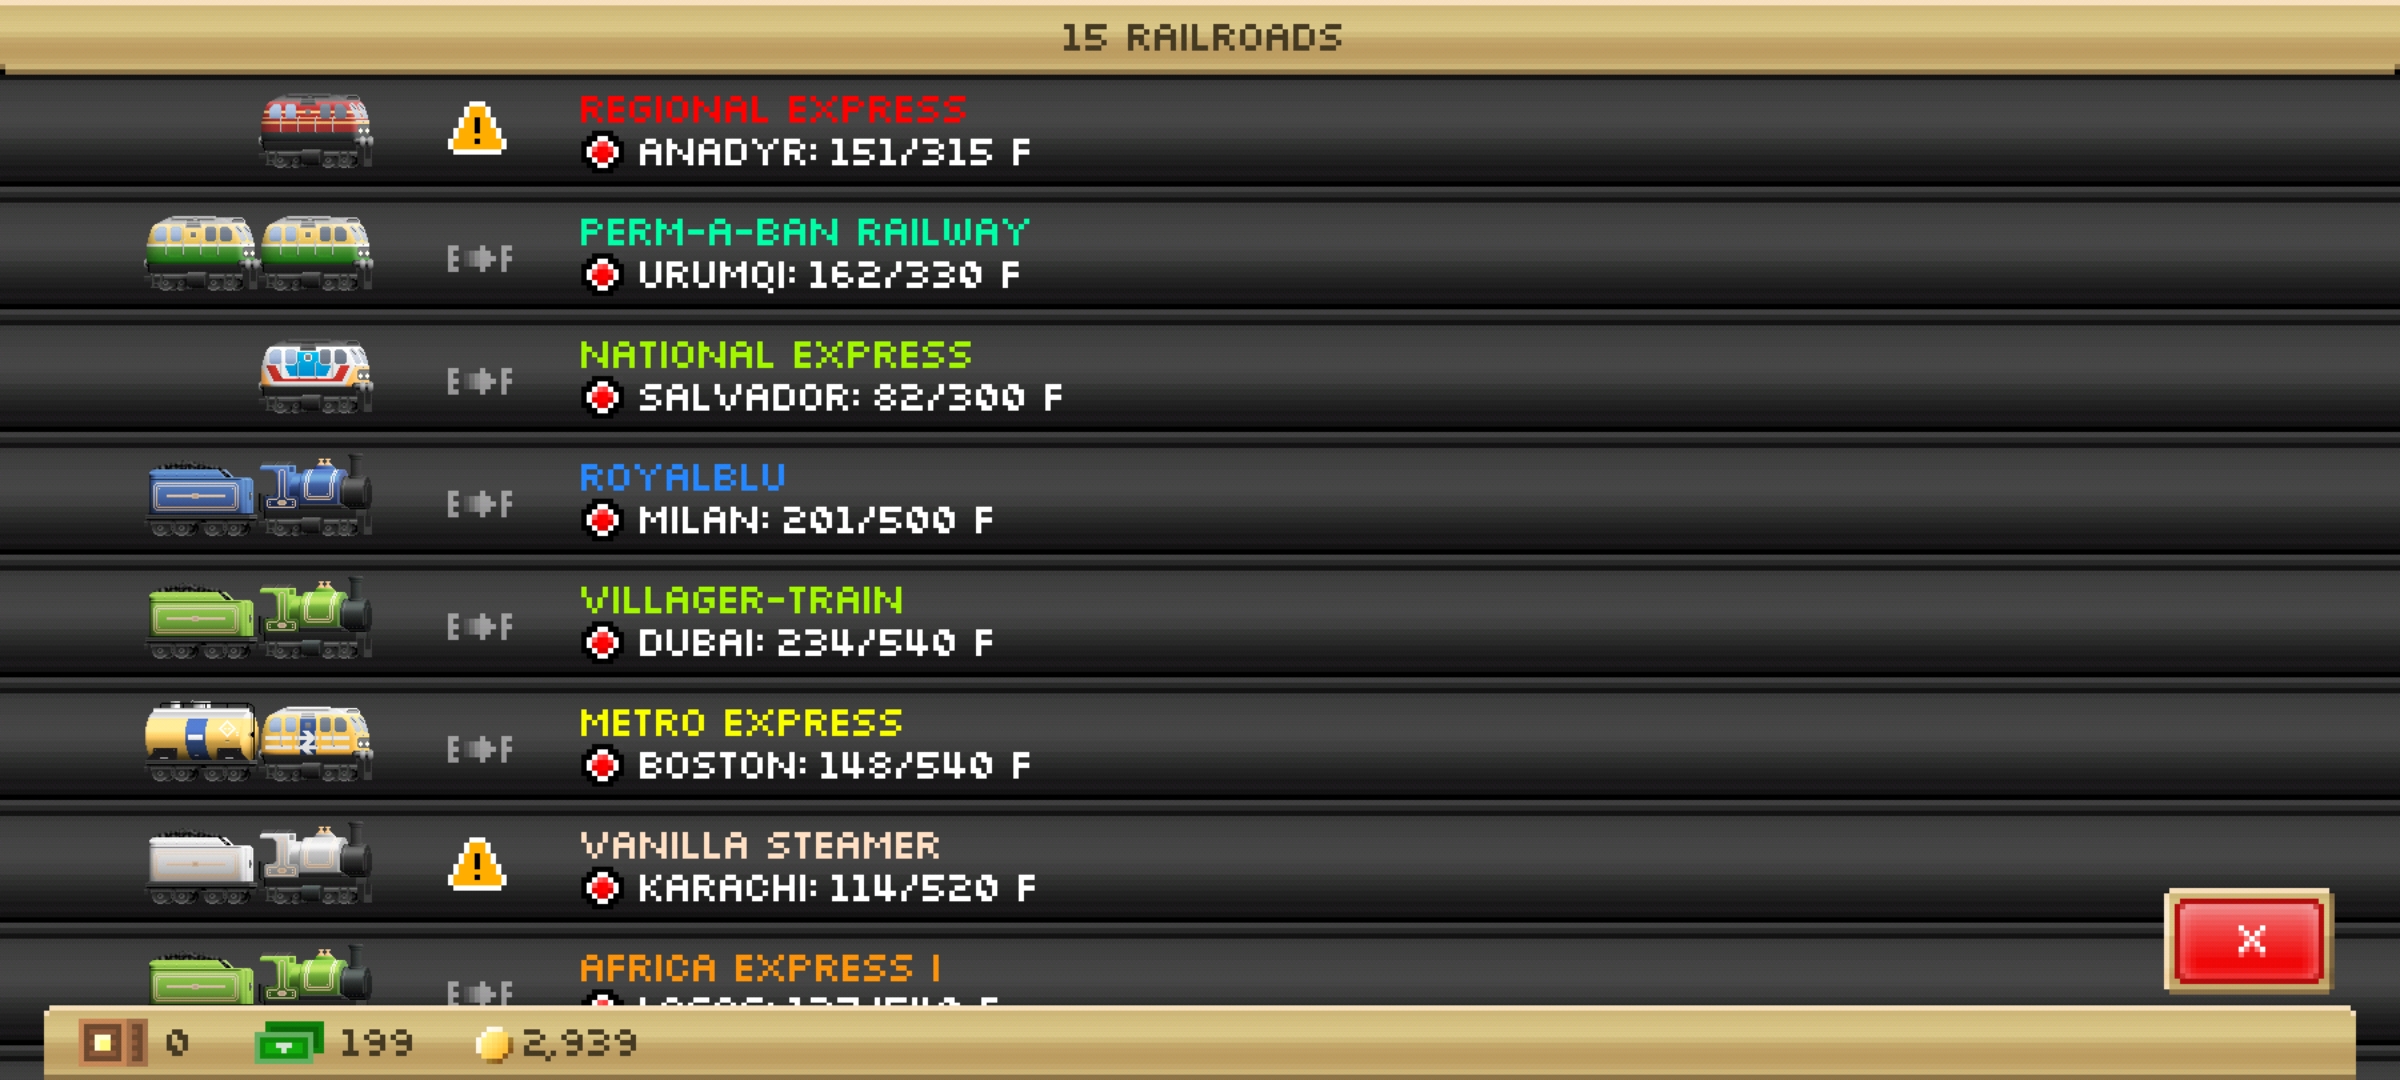 15 RAILROADS
REGIONAL EXPRESS
ANADYR: 151/315 F
PERM-A-BAN RAILWAY
E F
URUMQI: 162/330 F
NATIONAL EXPRESS
E F
SALVADOR: 82/300 F
ROYALBLU
E F
MILAN: 201/500 F
VILLAGER-TRAIN
E F
DUBAI: 234/540 F
METRO EXPRESS
E F
BOSTON: 148/540 F
VANILLA STEAMER
KARACHI: 114/520 F
AFRICA EXPRESS I
E F
X
0 199 2,939